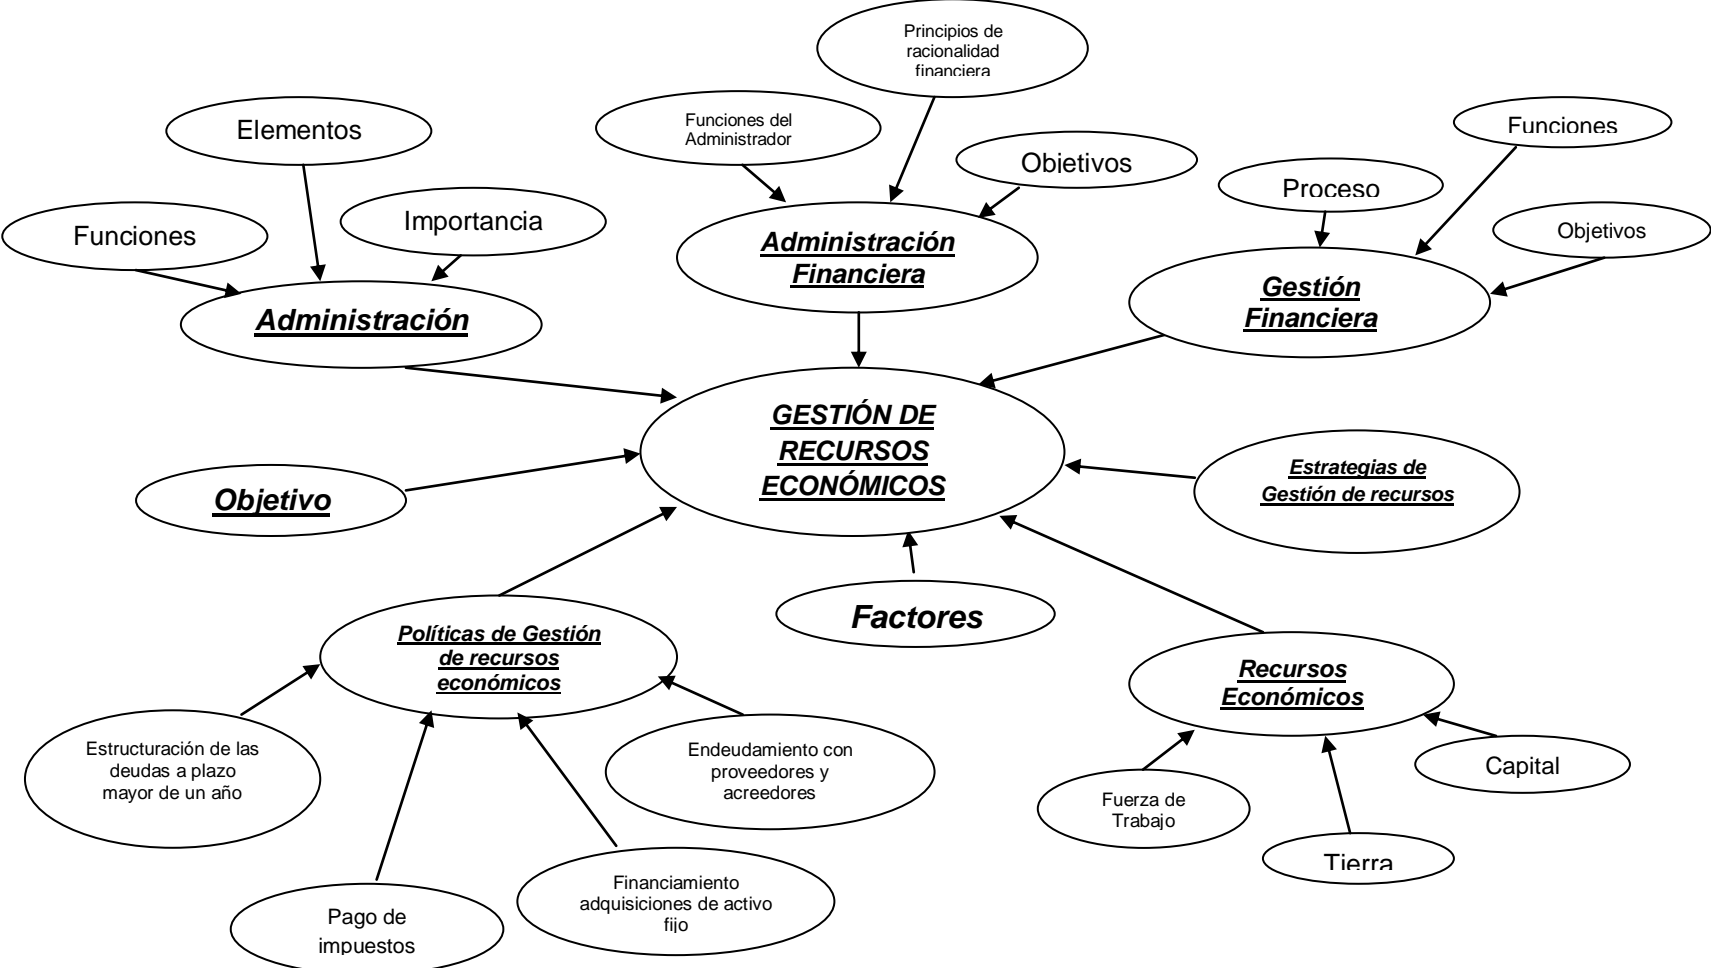 Principios de
racionalidad
financiera
Elementos
Funciones del
Administrador
Objetivos
Funciones
Proceso
Funciones
Importancia
Objetivos
Administración
Financiera
Gestión
Financiera
Administración
GESTIÓN DE
RECURSOS
ECONÓMICOS
Objetivo
Estrategias de
Gestión de recursos
Factores
Políticas de Gestión
de recursos
económicos
Recursos
Económicos
Estructuración de las
deudas a plazo
mayor de un año
Endeudamiento con
proveedores y
acreedores
Capital
Fuerza de
Trabajo
Tierra
Pago de
impuestos
Financiamiento
adquisiciones de activo
fijo